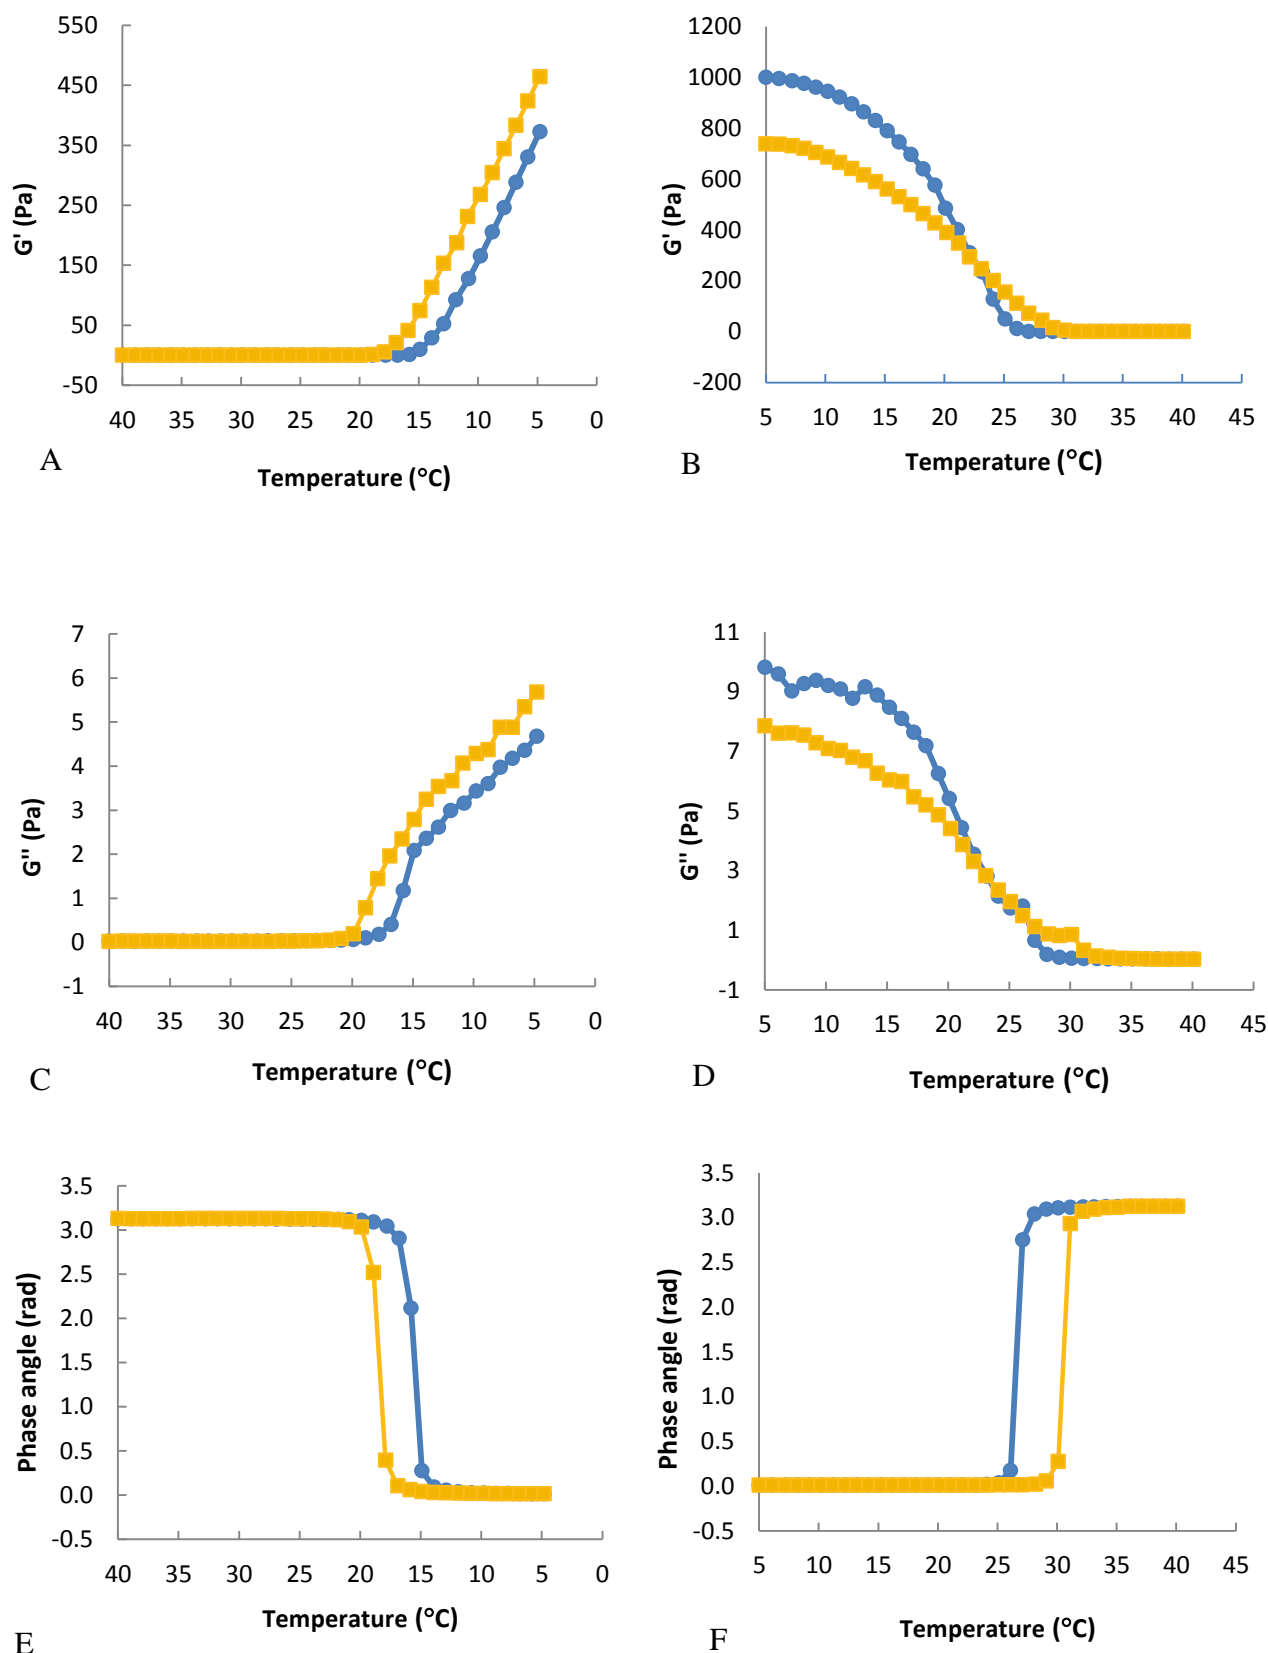 550
450
350
250
150
50
-50
G' (Pa)
40 35 30 25 20 15 10 5 0
A
Temperature (°C)
1200
1000
800
600
400
200
0
-200
G' (Pa)
5 10 15 20 25 30 35 40 45
B
Temperature (°C)
7
6
5
4
3
2
1
0
-1
G'' (Pa)
40 35 30 25 20 15 10 5 0
C
Temperature (°C)
11
9
7
5
3
1
-1
G'' (Pa)
5 10 15 20 25 30 35 40 45
D
Temperature (°C)
3.5
3.0
2.5
2.0
1.5
1.0
0.5
0.0
-0.5
Phase angle (rad)
40 35 30 25 20 15 10 5 0
E
Temperature (°C)
3.5
3.0
2.5
2.0
1.5
1.0
0.5
0.0
-0.5
Phase angle (rad)
5 10 15 20 25 30 35 40 45
F
Temperature (°C)